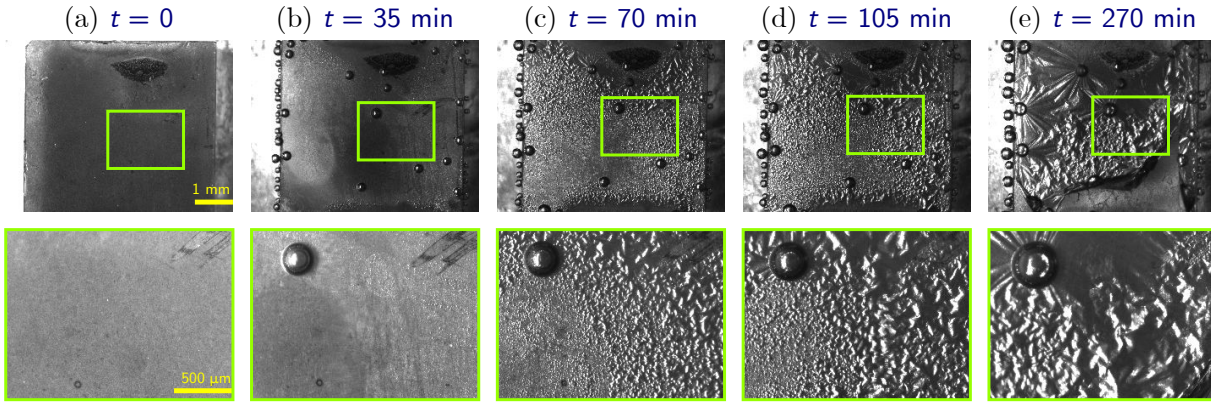 (a) t = 0
(b) t = 35 min
(c) t = 70 min
(d) t = 105 min
(e) t = 270 min
1 mm
500 μm